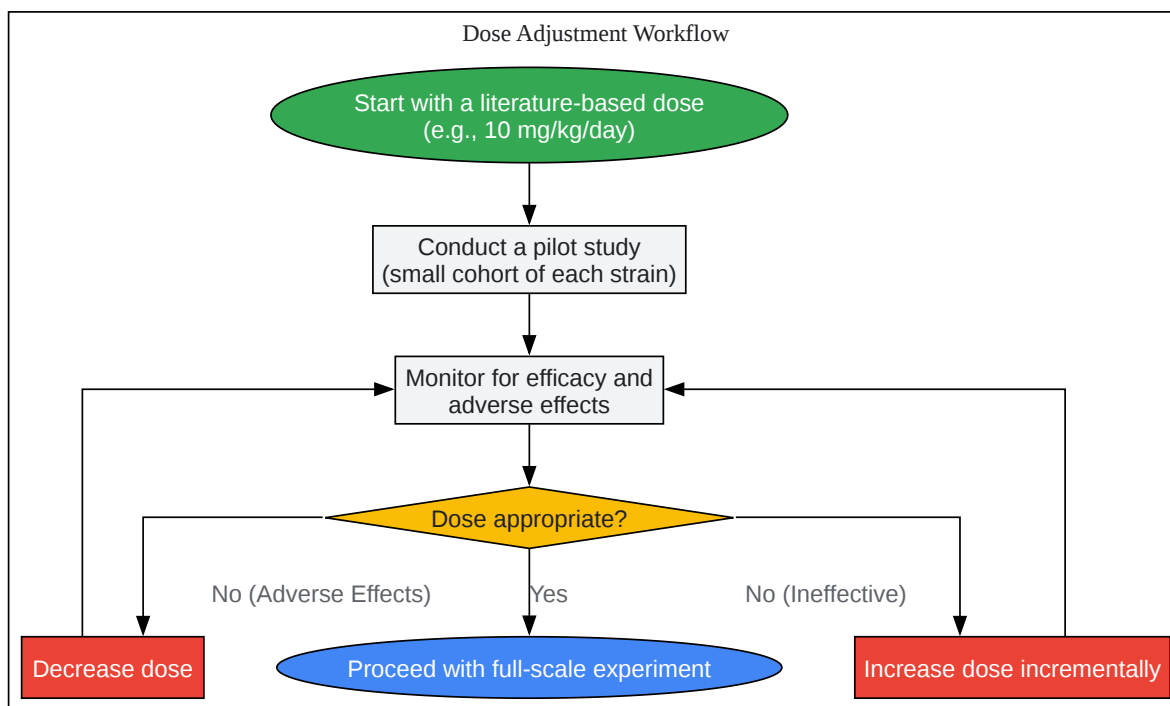 Dose Adjustment Workflow
Start with a literature-based dose
(e.g., 10 mg/kg/day)
Conduct a pilot study
(small cohort of each strain)
Monitor for efficacy and
adverse effects
Dose appropriate?
No (Adverse Effects)
Yes
No (Ineffective)
Decrease dose
Proceed with full-scale experiment
Increase dose incrementally